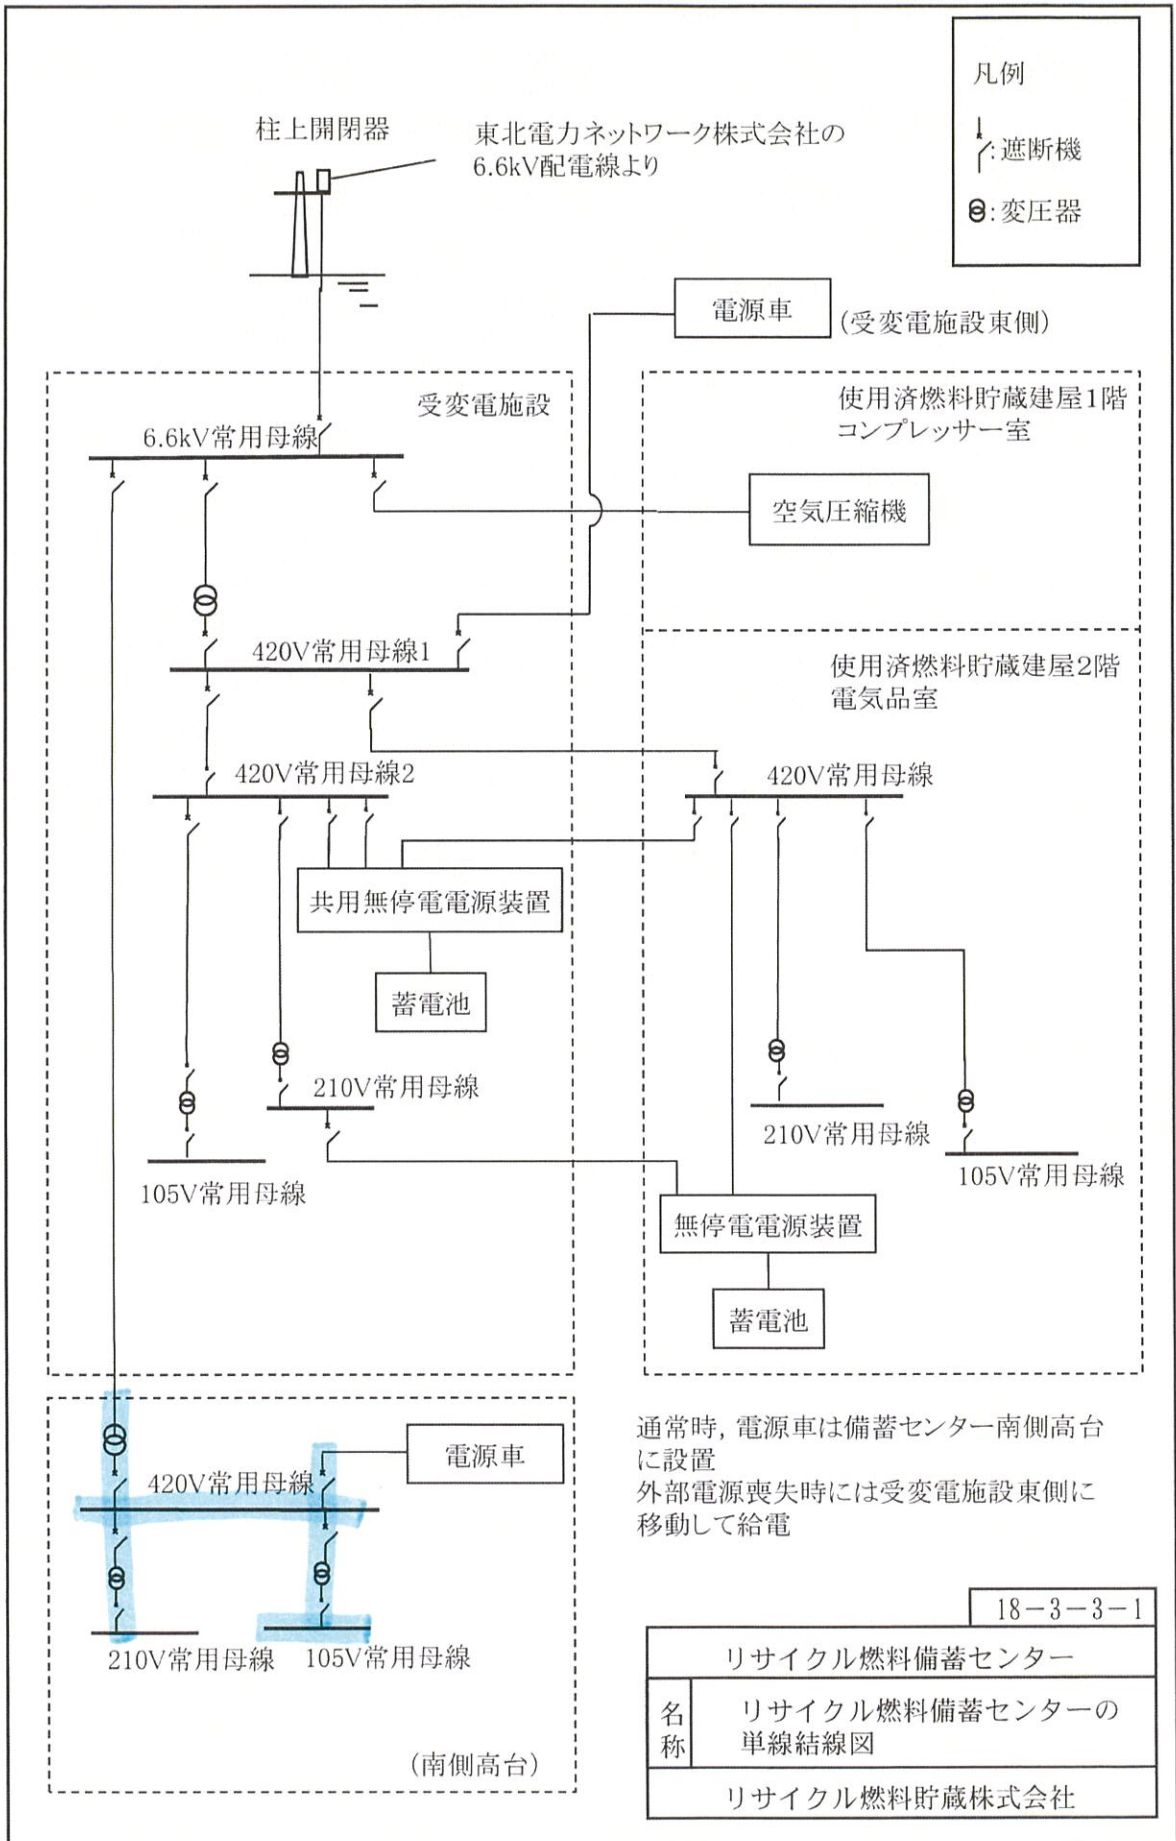 凡例
:遮断機
:変圧器
柱上開閉器
東北電力ネットワーク株式会社の
6.6kV配電線より
電源車
(受変電施設東側)
受変電施設
使用済燃料貯蔵建屋1階
コンプレッサー室
6.6kV常用母線
空気圧縮機
420V常用母線1
使用済燃料貯蔵建屋2階
電気品室
420V常用母線2
420V常用母線
共用無停電電源装置
蓄電池
210V常用母線
105V常用母線
210V常用母線
105V常用母線
無停電電源装置
蓄電池
電源車
420V常用母線
210V常用母線
105V常用母線
(南側高台)
通常時, 電源車は備蓄センター南側高台
に設置
外部電源喪失時には受変電施設東側に
移動して給電
18-3-3-1
リサイクル燃料備蓄センター
名称
リサイクル燃料備蓄センターの
単線結線図
リサイクル燃料貯蔵株式会社